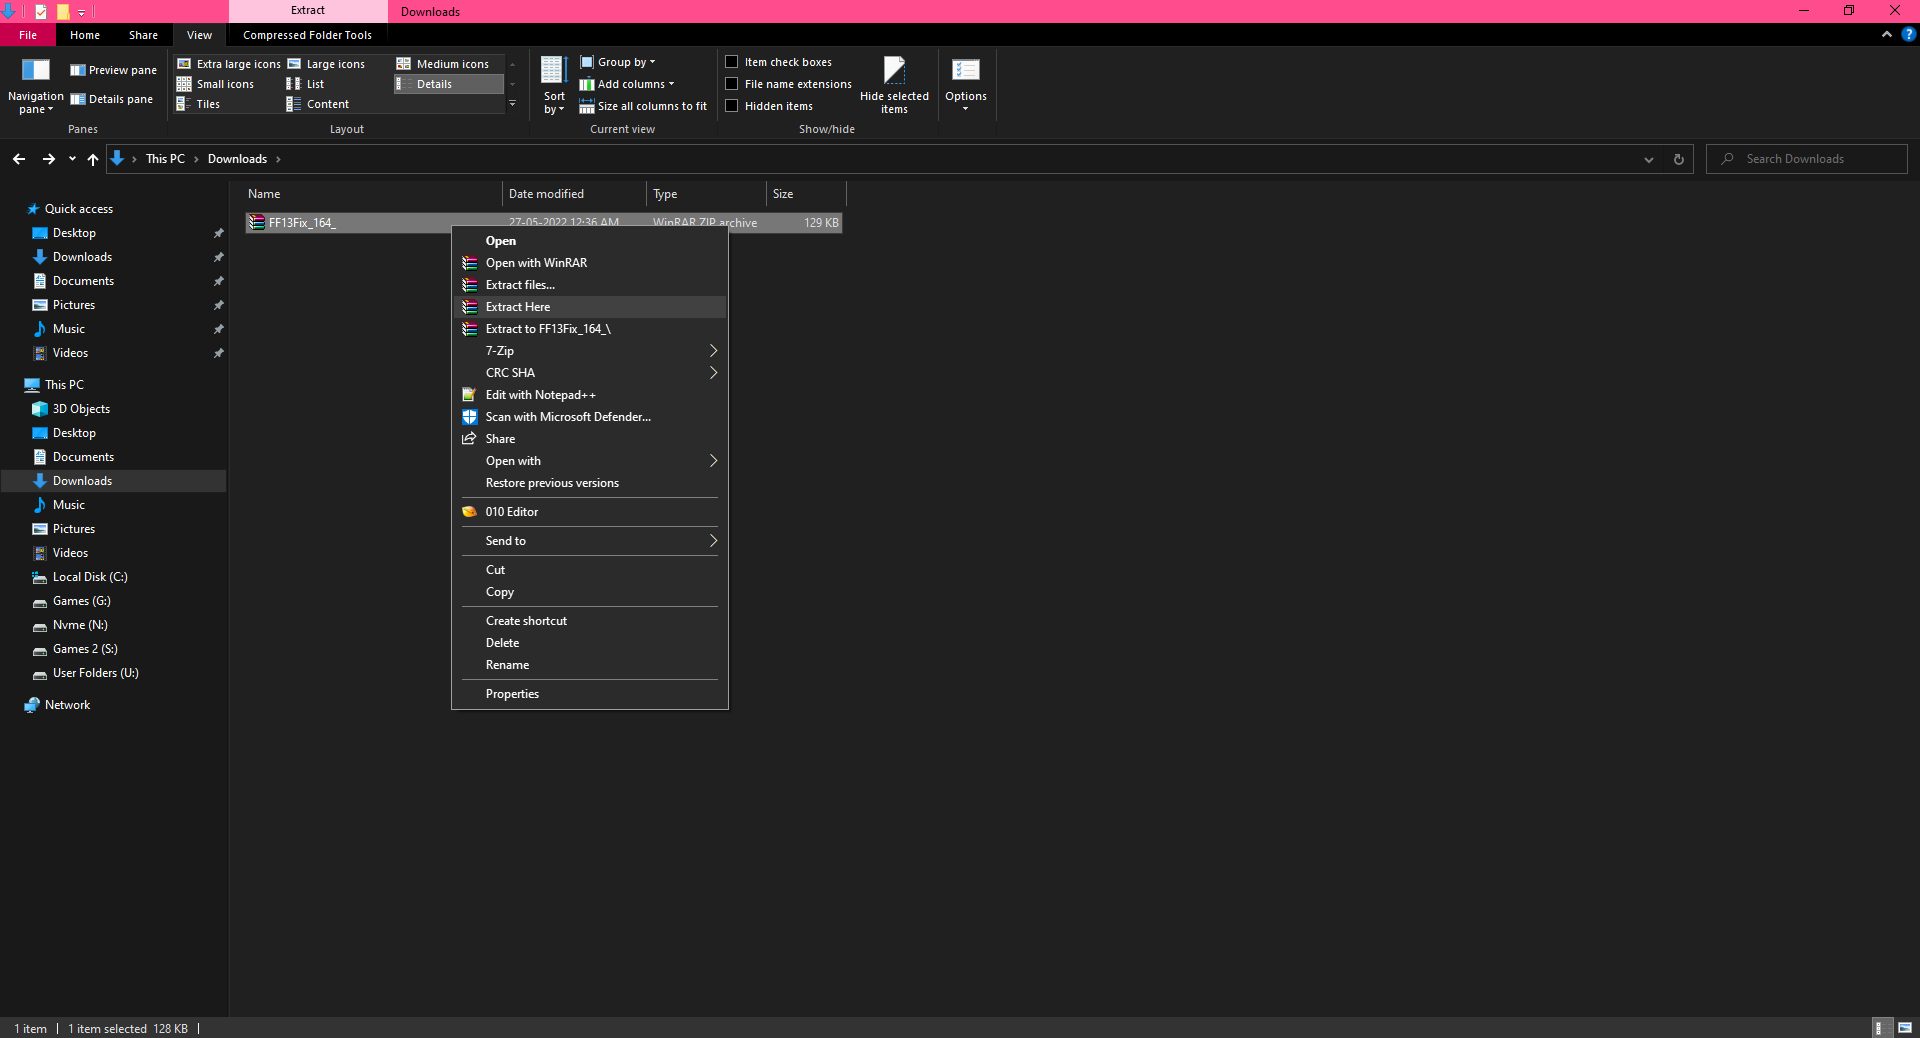 Extract
Downloads
File
Home
Share
View
Compressed Folder Tools
Navigation pane
Preview pane
Details pane
Panes
Extra large icons
Large icons
Medium icons
Small icons
List
Details
Tiles
Content
Layout
Sort by
Group by
Add columns
Size all columns to fit
Current view
Item check boxes
File name extensions
Hidden items
Hide selected items
Show/hide
Options
This PC > Downloads >
Search Downloads
Quick access
Desktop
Downloads
Documents
Pictures
Music
Videos
This PC
3D Objects
Desktop
Documents
Downloads
Music
Pictures
Videos
Local Disk (C:)
Games (G:)
Nvme (N:)
Games 2 (S:)
User Folders (U:)
Network
Name
Date modified
Type
Size
FF13Fix_164_
27-05-2022 12:36 AM
WinRAR ZIP archive
129 KB
Open
Open with WinRAR
Extract files...
Extract Here
Extract to FF13Fix_164_\
7-Zip
CRC SHA
Edit with Notepad++
Scan with Microsoft Defender...
Share
Open with
Restore previous versions
010 Editor
Send to
Cut
Copy
Create shortcut
Delete
Rename
Properties
1 item
1 item selected 128 KB